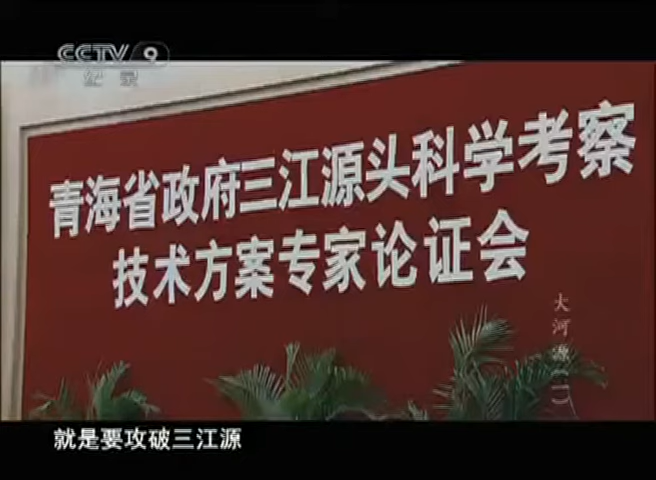 CCTV 9
纪录
青海省政府三江源头科学考察
技术方案专家论证会
大河源(一)
就是要攻破三江源